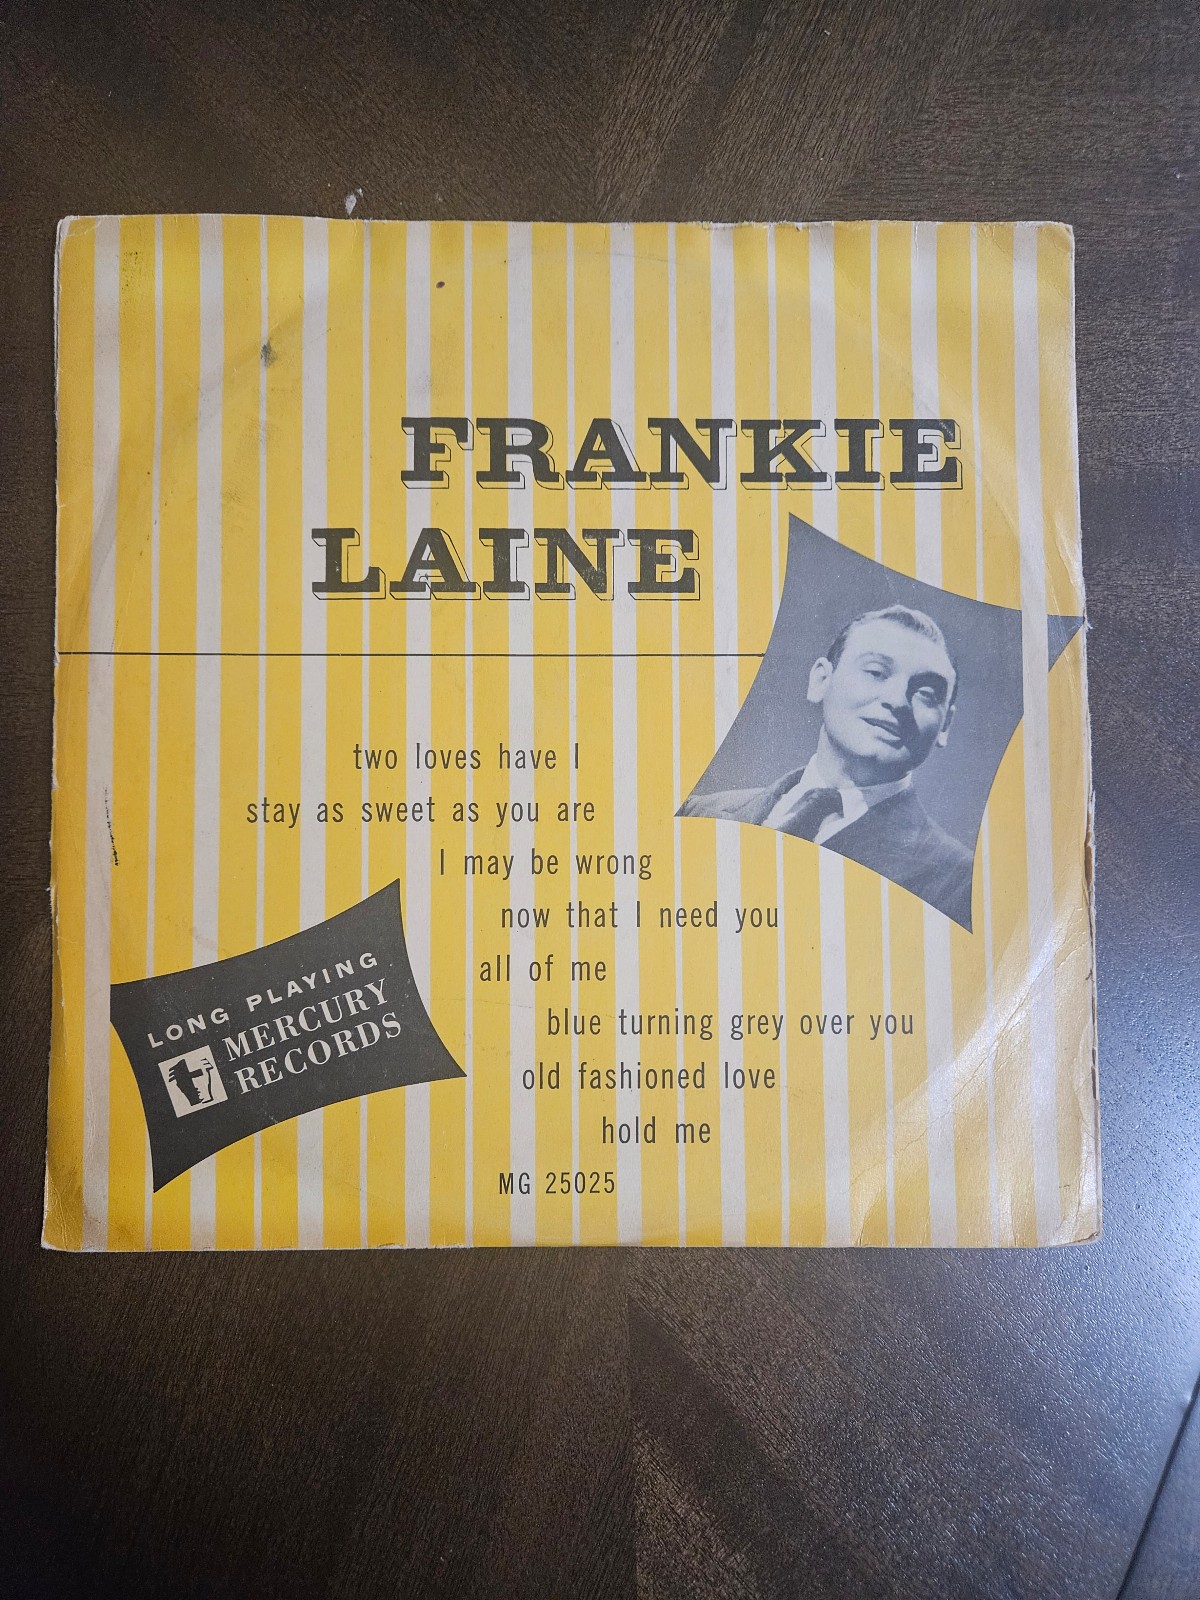 FRANKIE
LAINE
two loves have I
stay as sweet as you are
I may be wrong
now that I need you
all of me
blue turning grey over you
old fashioned love
hold me
MG 25025
LONG PLAYING
MERCURY
RECORDS